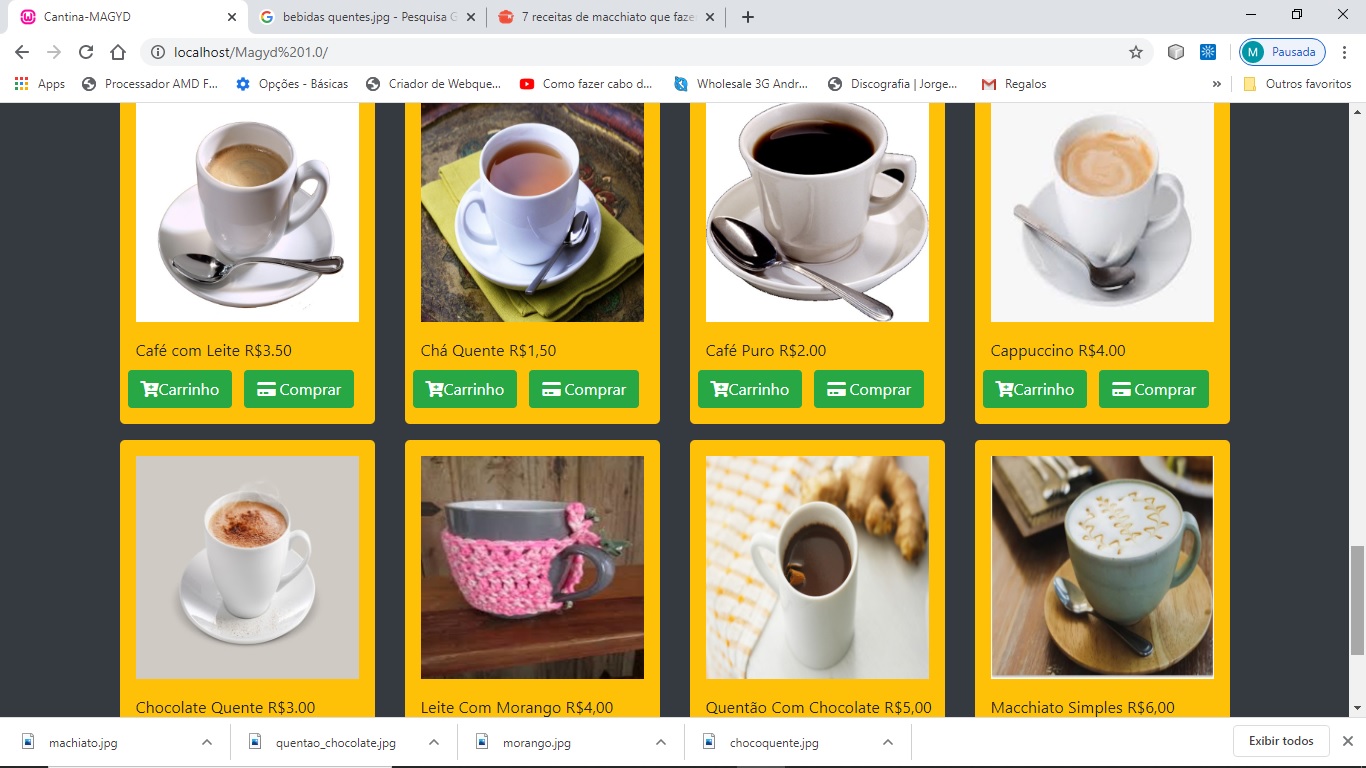 Cantina-MAGYD
bebidas quentes.jpg - Pesquisa G
7 receitas de macchiato que faze
localhost/Magyd%201.0/
M Pausada
Apps
Processador AMD F...
Opções - Básicas
Criador de Webque...
Como fazer cabo d...
Wholesale 3G Andr...
Discografia | Jorge...
Regalos
»
Outros favoritos
Café com Leite R$3.50
Chá Quente R$1,50
Café Puro R$2.00
Cappuccino R$4.00
Carrinho
Comprar
Carrinho
Comprar
Carrinho
Comprar
Carrinho
Comprar
Chocolate Quente R$3.00
Leite Com Morango R$4,00
Quentão Com Chocolate R$5,00
Macchiato Simples R$6,00
machiato.jpg
quentao_chocolate.jpg
morango.jpg
chocoquente.jpg
Exibir todos